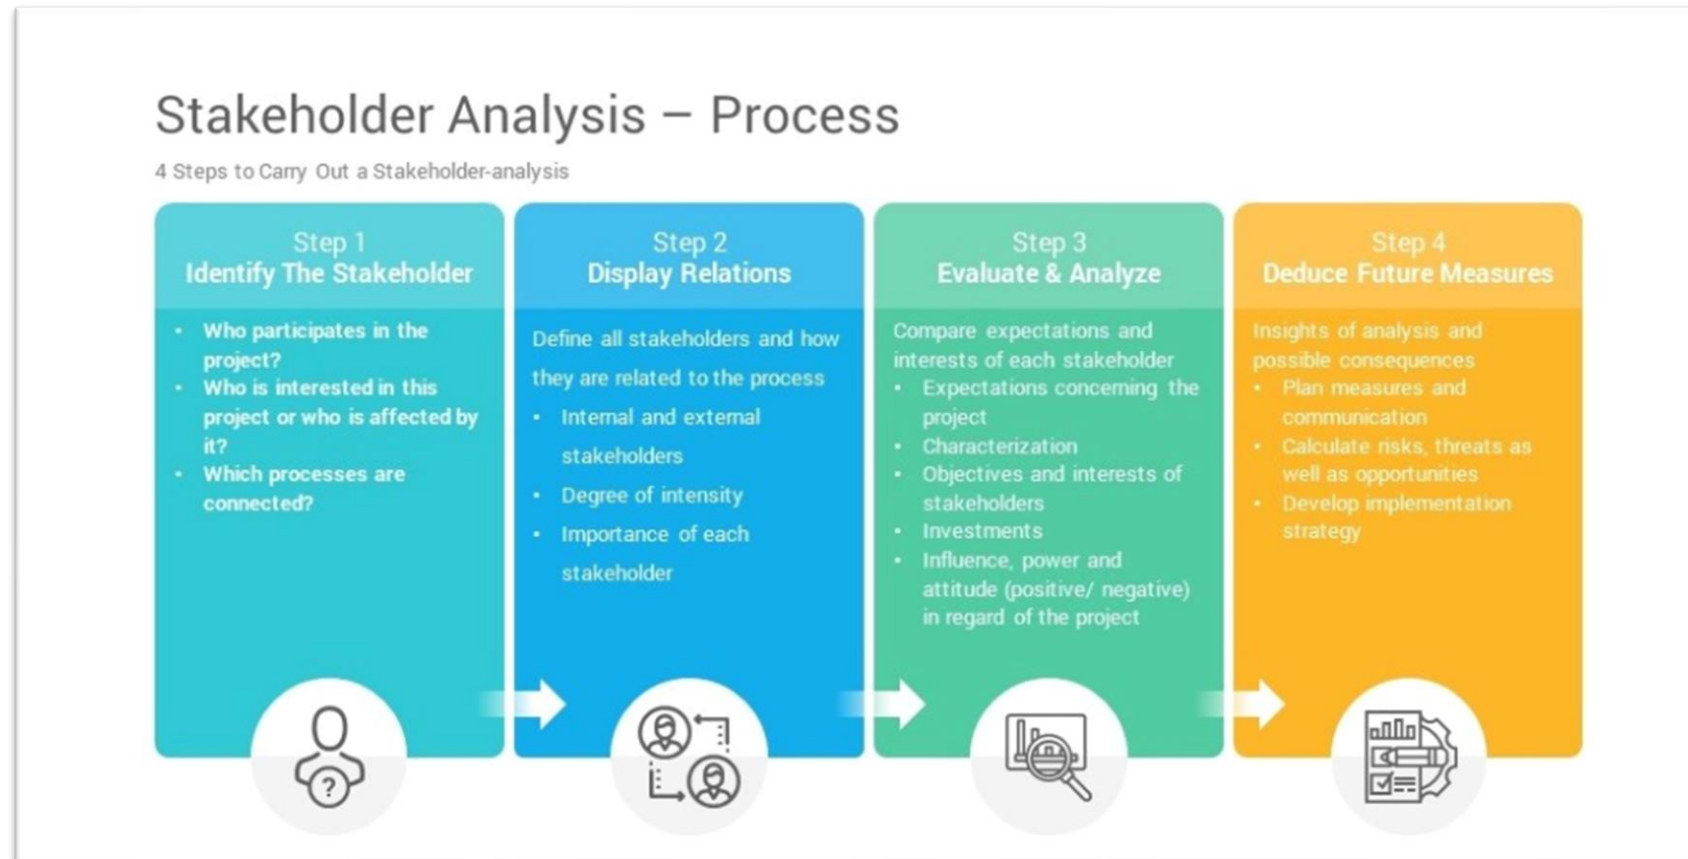 Stakeholder Analysis – Process
4 Steps to Carry Out a Stakeholder-analysis
Step 1
Identify The Stakeholder
• Who participates in the
project?
• Who is interested in this
project or who is affected by
it?
• Which processes are
connected?
?
Step 2
Display Relations
Define all stakeholders and how
they are related to the process
• Internal and external
stakeholders
• Degree of intensity
• Importance of each
stakeholder
Step 3
Evaluate & Analyze
Compare expectations and
interests of each stakeholder
• Expectations concerning the
project
• Characterization
• Objectives and interests of
stakeholders
• Investments
• Influence, power and
attitude (positive/ negative)
in regard of the project
Step 4
Deduce Future Measures
Insights of analysis and
possible consequences
• Plan measures and
communication
• Calculate risks, threats as
well as opportunities
• Develop implementation
strategy